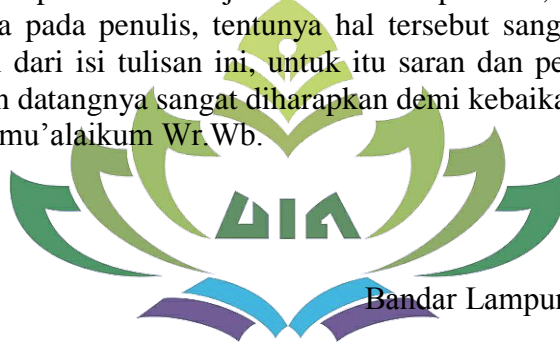 a pada penulis, tentunya hal tersebut sang
dari isi tulisan ini, untuk itu saran dan pe
n datangnya sangat diharapkan demi kebaika
mu’alaikum Wr.Wb.
UIN
Bandar Lampu